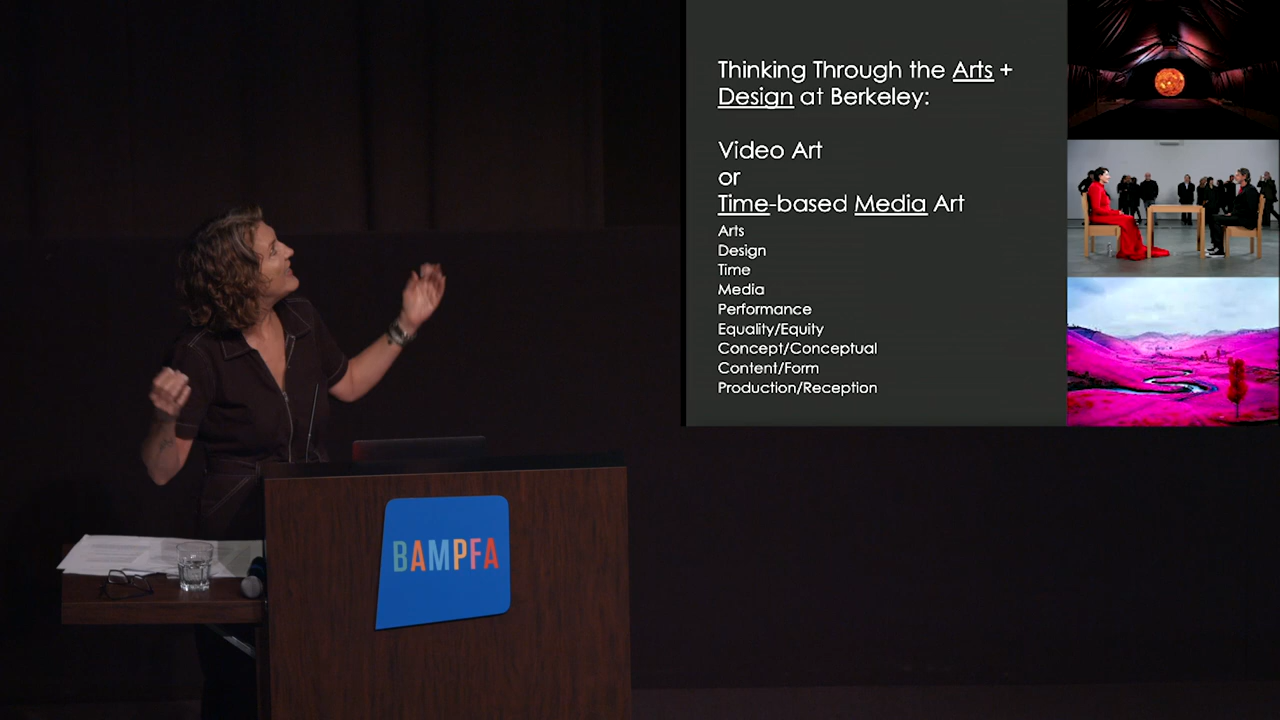 Thinking Through the Arts +
Design at Berkeley:
Video Art
or
Time-based Media Art
Arts
Design
Time
Media
Performance
Equality/Equity
Concept/Conceptual
Content/Form
Production/Reception
BAMPFA